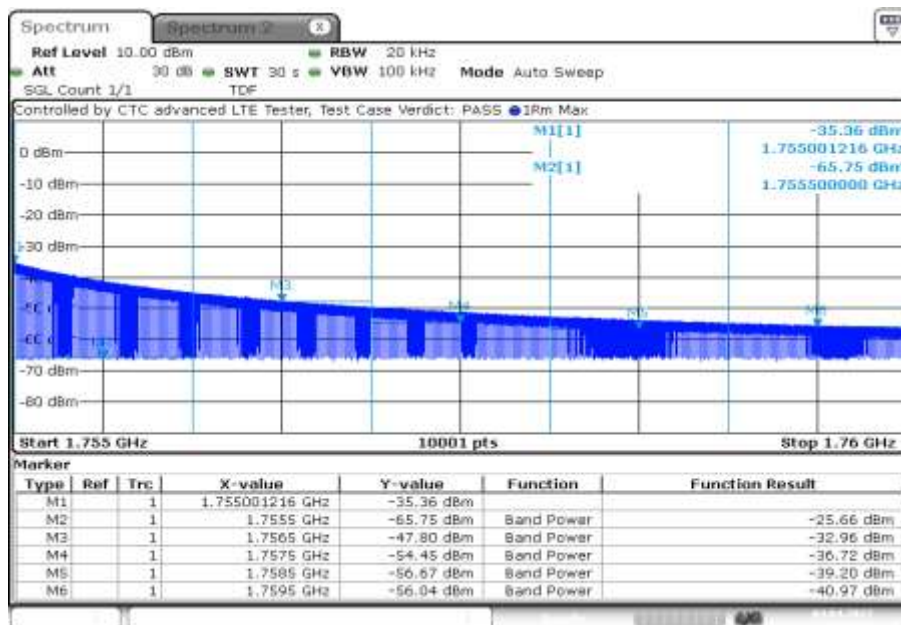 Spectrum Spectrum 2 X
Ref Level 10.00 dBm RBW 20 kHz
Att 30 dB SWT 30 s VBW 100 kHz Mode Auto Sweep
SGL Count 1/1 TDF
Controlled by CTC advanced LTE Tester, Test Case Verdict: PASS 1Rm Max
M1[1] -35.36 dBm
1.755001216 GHz
0 dBm
M2[1] -65.75 dBm
1.755500000 GHz
-10 dBm
-20 dBm
-30 dBm
M3
M4
M5
M6
-70 dBm
-80 dBm
Start 1.755 GHz 10001 pts Stop 1.76 GHz
Marker
Type Ref Trc X-value Y-value Function Function Result
M1 1 1.755001216 GHz -35.36 dBm
M2 1 1.7555 GHz -65.75 dBm Band Power -25.66 dBm
M3 1 1.7565 GHz -47.80 dBm Band Power -32.96 dBm
M4 1 1.7575 GHz -54.45 dBm Band Power -36.72 dBm
M5 1 1.7585 GHz -56.67 dBm Band Power -39.20 dBm
M6 1 1.7595 GHz -56.04 dBm Band Power -40.97 dBm